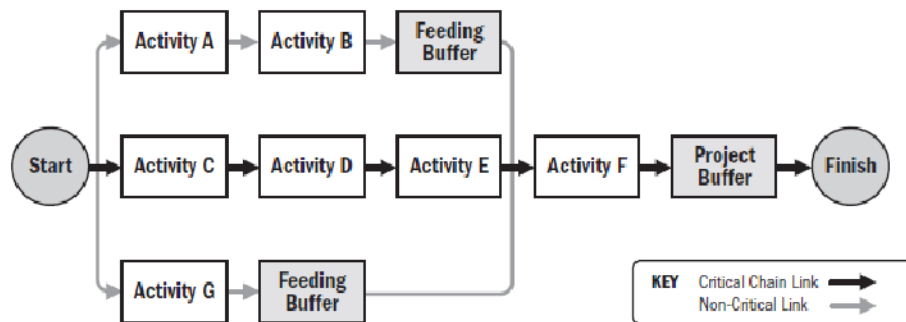 Activity A
Activity B
Feeding
Buffer
Start
Activity C
Activity D
Activity E
Activity F
Project
Buffer
Finish
Activity G
Feeding
Buffer
KEY Critical Chain Link
Non-Critical Link